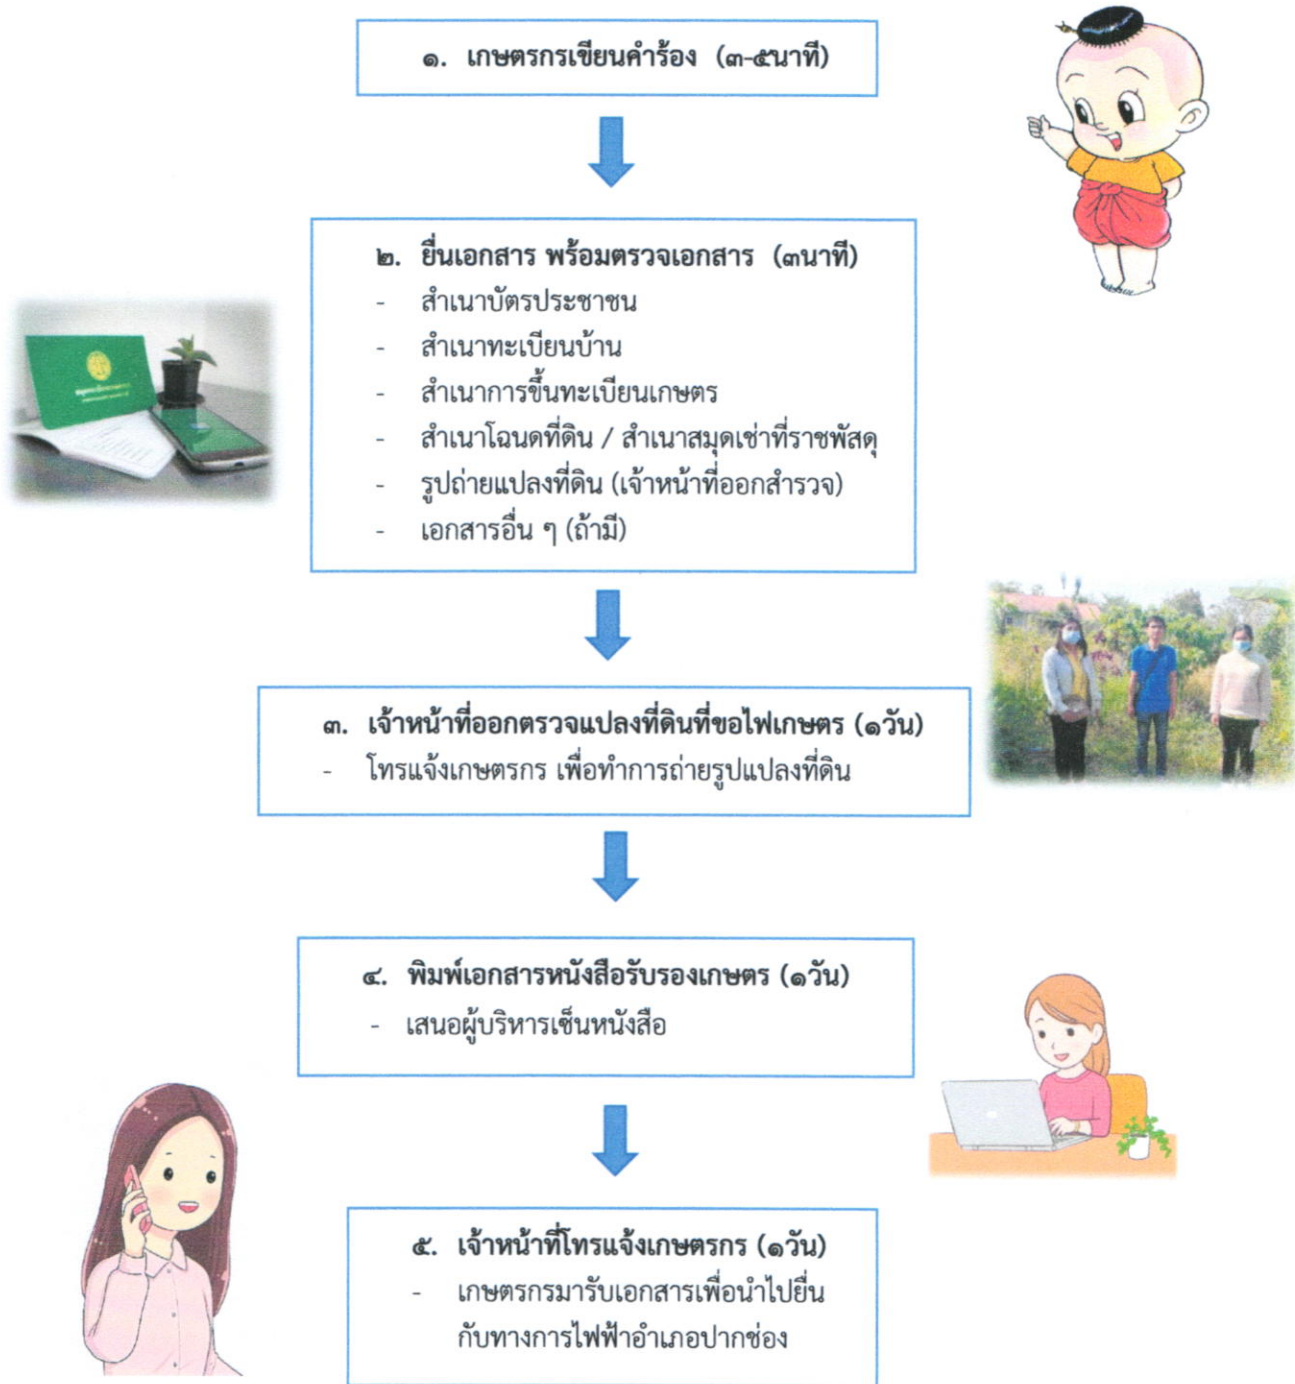 ๑. เกษตรกรเขียนคำร้อง (๓-๕นาที)
๒. ยื่นเอกสาร พร้อมตรวจเอกสาร (๓นาที)
- สำเนาบัตรประชาชน
- สำเนาทะเบียนบ้าน
- สำเนาการขึ้นทะเบียนเกษตร
- สำเนาโฉนดที่ดิน / สำเนาสมุดเช่าที่ราชพัสดุ
- รูปถ่ายแปลงที่ดิน (เจ้าหน้าที่ออกสำรวจ)
- เอกสารอื่น ๆ (ถ้ามี)
๓. เจ้าหน้าที่ออกตรวจแปลงที่ดินที่ขอไฟเกษตร (๑วัน)
- โทรแจ้งเกษตรกร เพื่อทำการถ่ายรูปแปลงที่ดิน
๔. พิมพ์เอกสารหนังสือรับรองเกษตร (๑วัน)
- เสนอผู้บริหารเซ็นหนังสือ
๕. เจ้าหน้าที่โทรแจ้งเกษตรกร (๑วัน)
- เกษตรกรมารับเอกสารเพื่อนำไปยื่น
กับทางการไฟฟ้าอำเภอปากช่อง